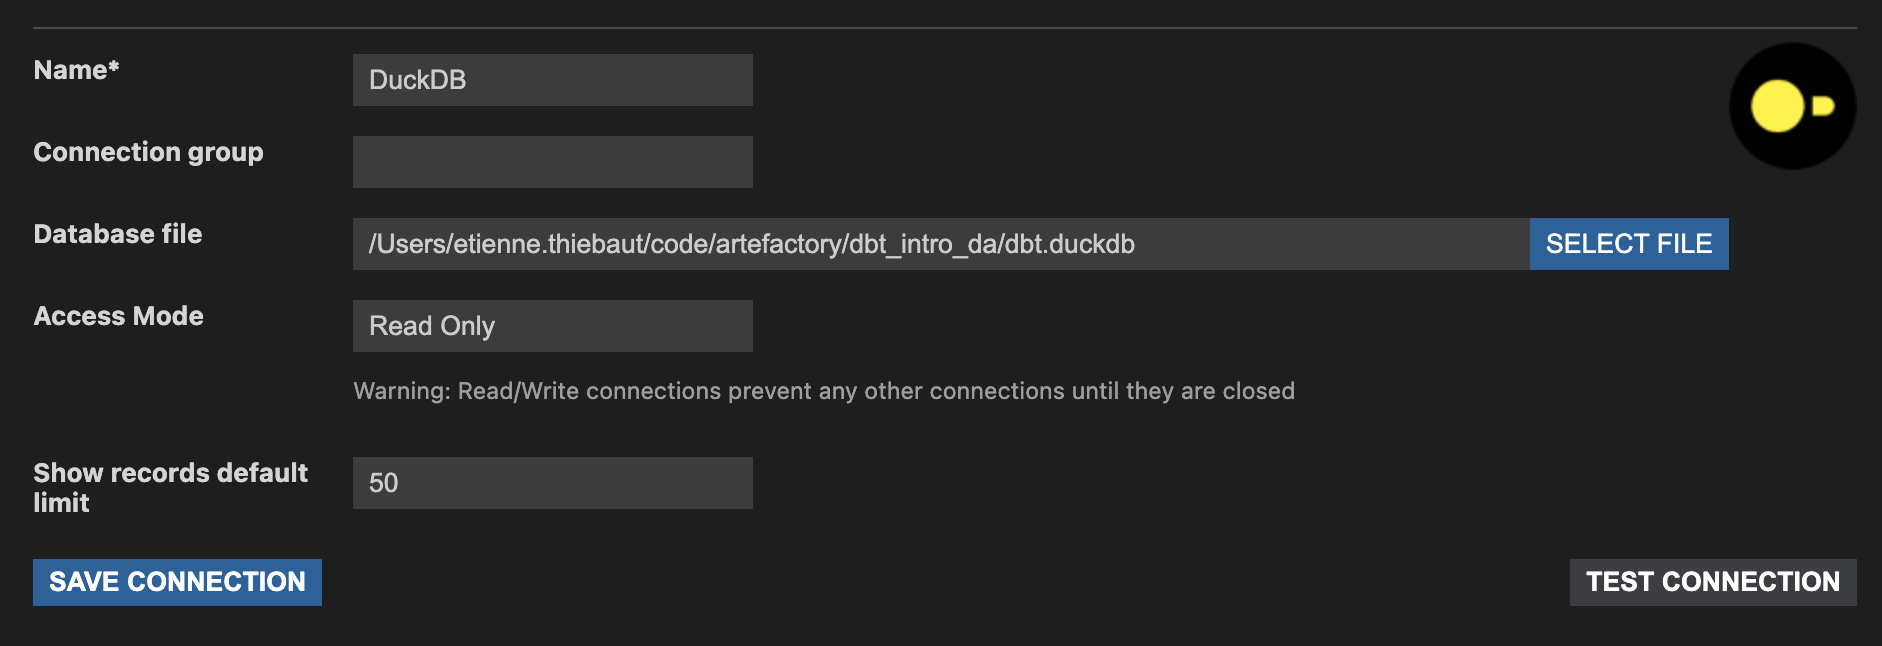 Name*
DuckDB
Connection group
Database file
/Users/etienne.thiebaut/code/artefactory/dbt_intro_da/dbt.duckdb
SELECT FILE
Access Mode
Read Only
Warning: Read/Write connections prevent any other connections until they are closed
Show records default
limit
50
SAVE CONNECTION
TEST CONNECTION